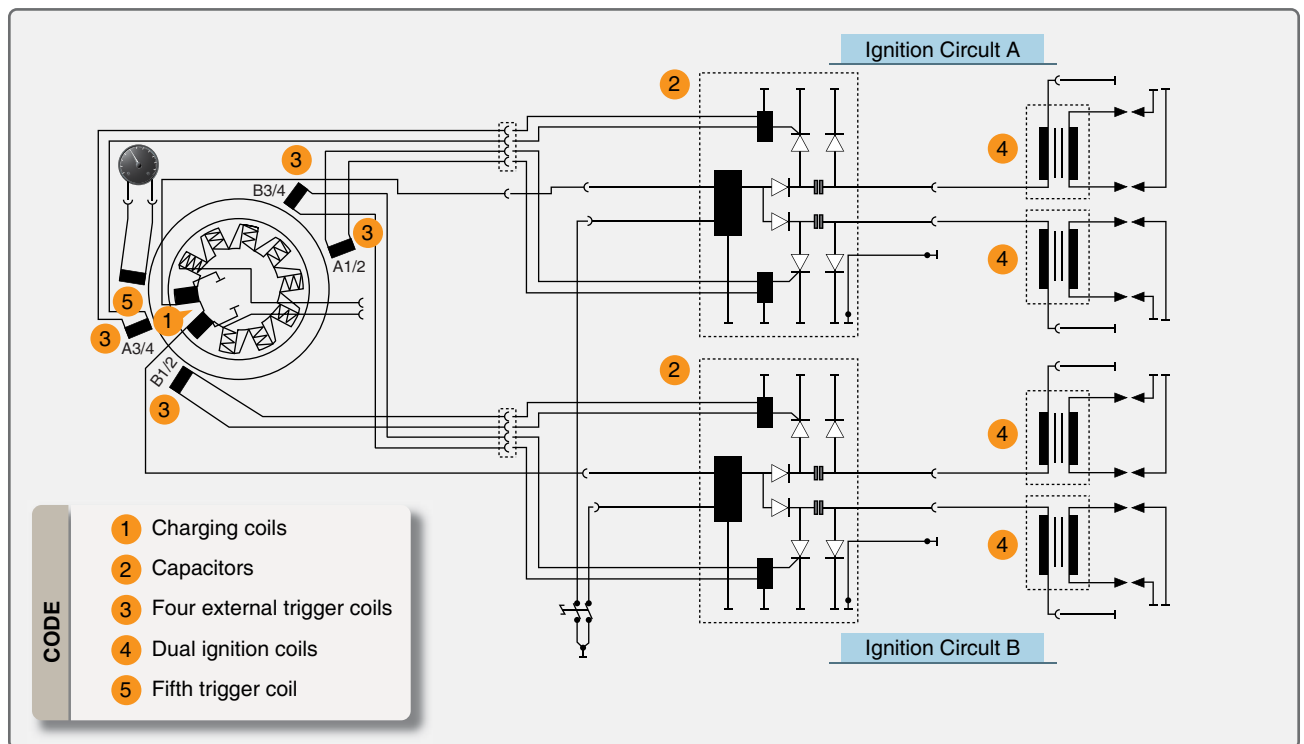 Ignition Circult A
2
4
3
B3/4
3
A1/2
4
5
1
3
A3/4
B1/2
3
2
4
4
Ignition Circult B
CODE
1 Charging coils
2 Capacitors
3 Four external trigger coils
4 Dual ignition coils
5 Fifth trigger coil